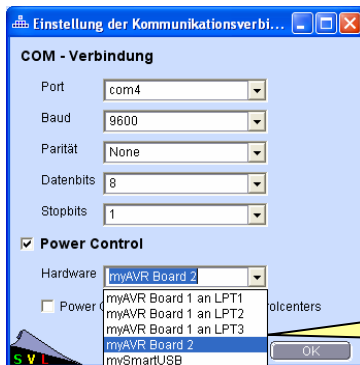 Einstellung der Kommunikationsverbi...
COM - Verbindung
Port com4
Baud 9600
Parität None
Datenbits 8
Stopbits 1
Power Control
Hardware myAVR Board 2
myAVR Board 1 an LPT1
myAVR Board 1 an LPT2
myAVR Board 1 an LPT3
myAVR Board 2
mySmartUSB
Power olcenters
SVL OK